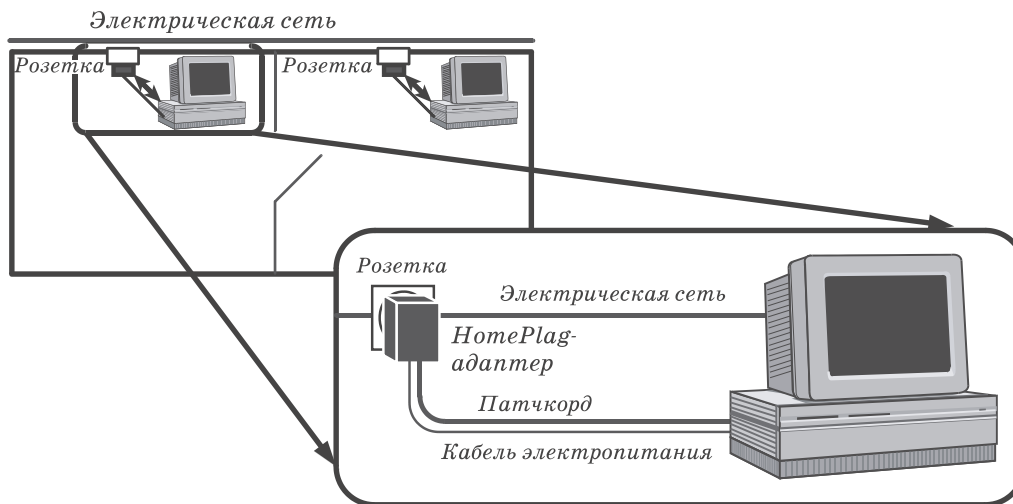 Электрическая сеть
Розетка
Розетка
Розетка
Электрическая сеть
HomePlag-
адаптер
Патчкорд
Кабель электропитания